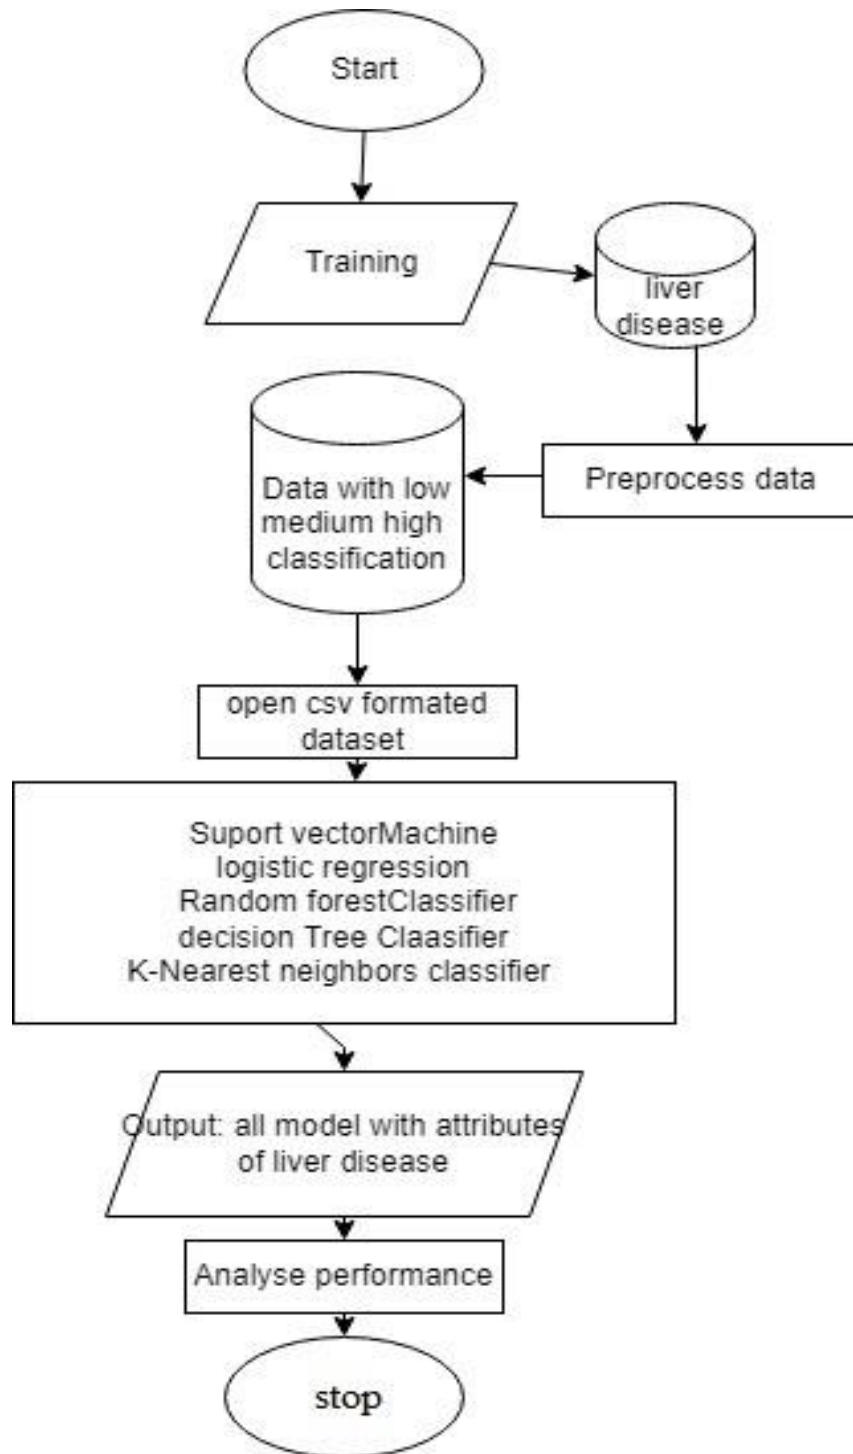 Start
Training
liver
disease
Preprocess data
Data with low
medium high
classification
open csv formated
dataset
Suport vectorMachine
logistic regression
Random forestClassifier
decision Tree Claasifier
K-Nearest neighbors classifier
Output: all model with attributes
of liver disease
Analyse performance
stop